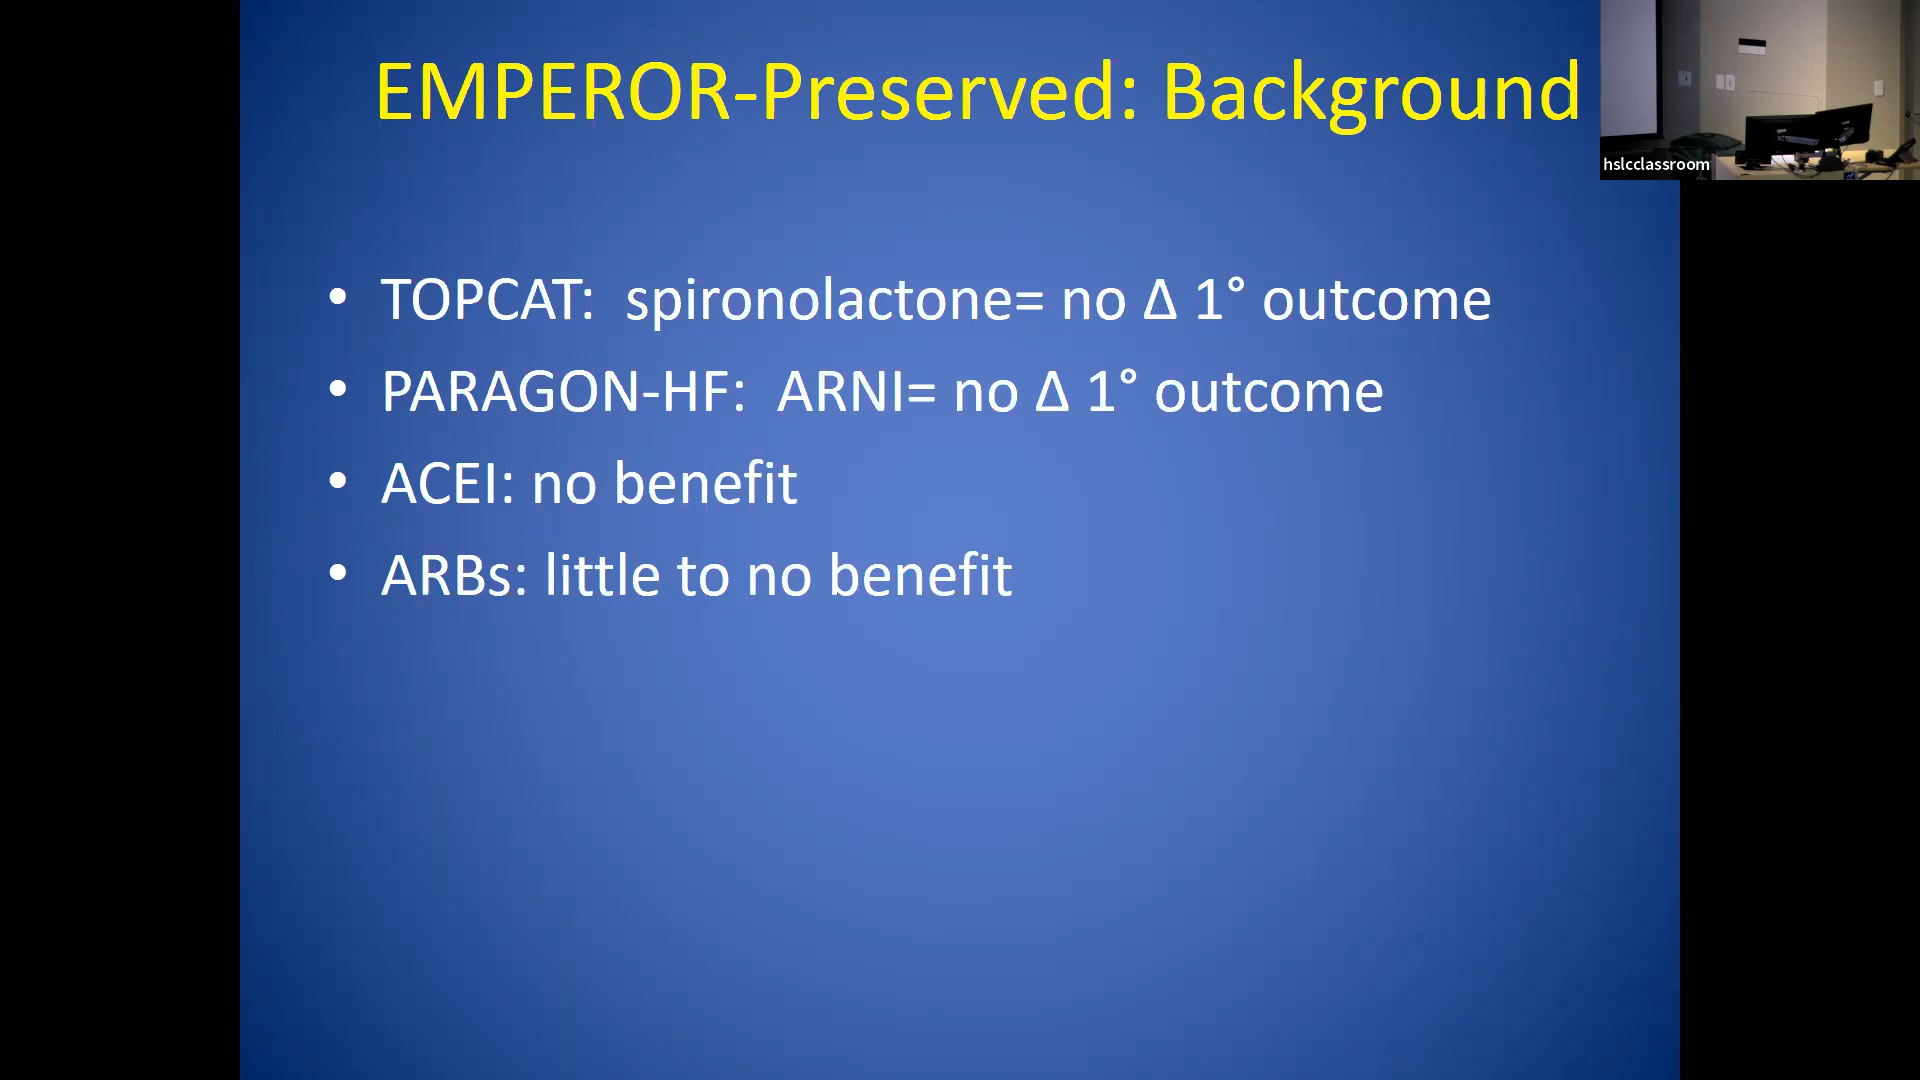 EMPEROR-Preserved: Background
hslcclassroom
• TOPCAT:  spironolactone= no Δ 1° outcome
• PARAGON-HF:  ARNI= no Δ 1° outcome
• ACEI: no benefit
• ARBs: little to no benefit